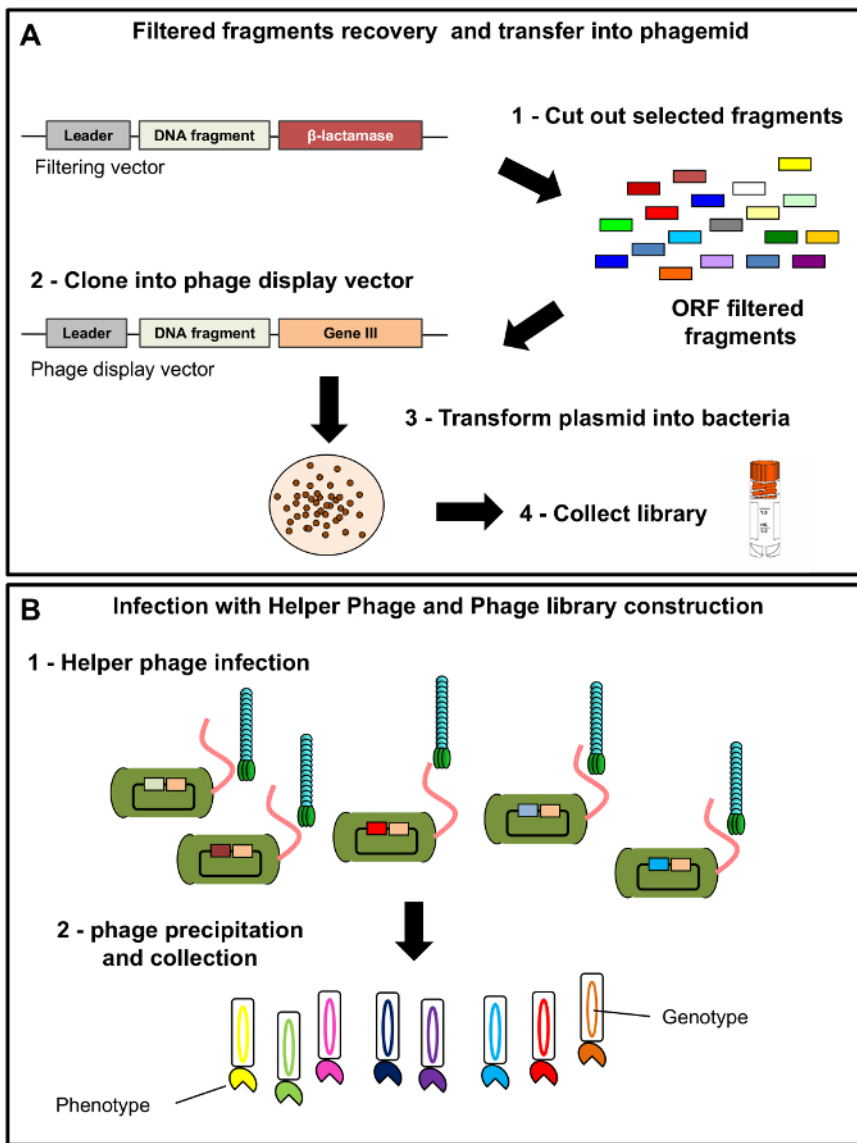 A
Filtered fragments recovery and transfer into phagemid
Leader
DNA fragment
β-lactamase
Filtering vector
1 - Cut out selected fragments
ORF filtered
fragments
2 - Clone into phage display vector
Leader
DNA fragment
Gene III
Phage display vector
3 - Transform plasmid into bacteria
4 - Collect library
B
Infection with Helper Phage and Phage library construction
1 - Helper phage infection
2 - phage precipitation
and collection
Genotype
Phenotype